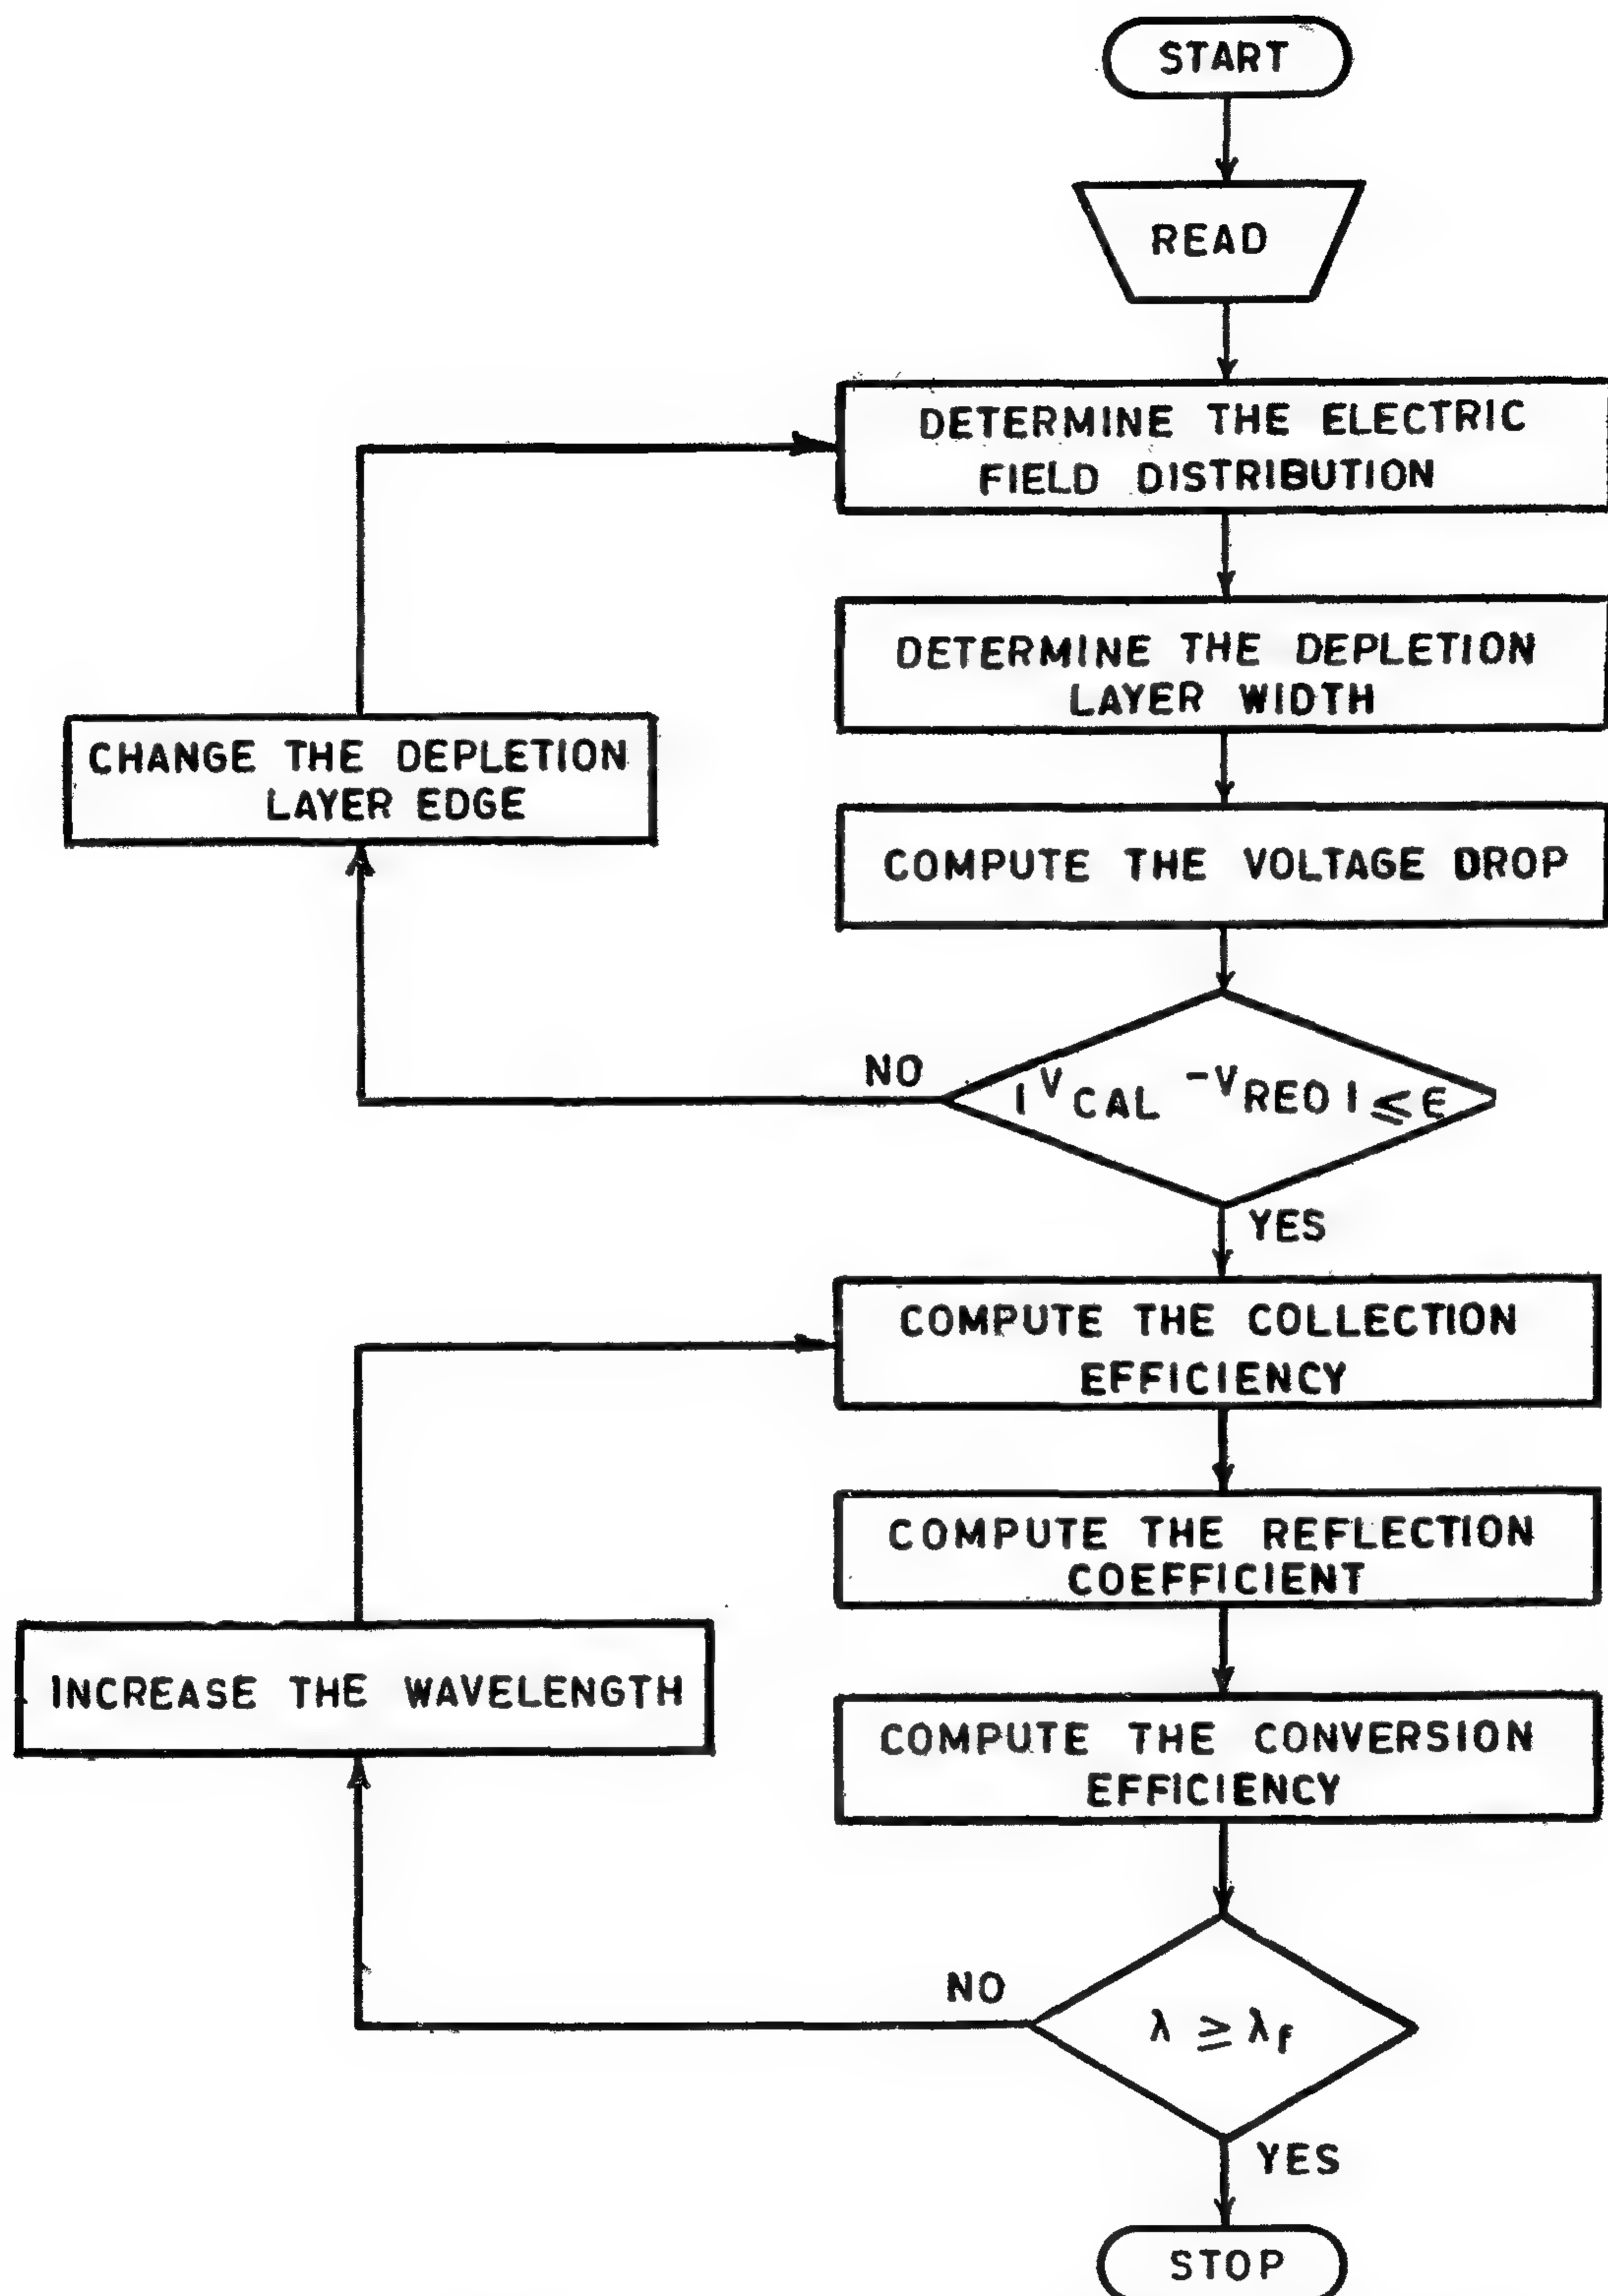 START
READ
DETERMINE THE ELECTRIC
FIELD DISTRIBUTION
DETERMINE THE DEPLETION
LAYER WIDTH
CHANGE THE DEPLETION
LAYER EDGE
COMPUTE THE VOLTAGE DROP
NO
|V CAL -V REO| ≤ ϵ
YES
COMPUTE THE COLLECTION
EFFICIENCY
COMPUTE THE REFLECTION
COEFFICIENT
INCREASE THE WAVELENGTH
COMPUTE THE CONVERSION
EFFICIENCY
NO
λ ≥ λf
YES
STOP